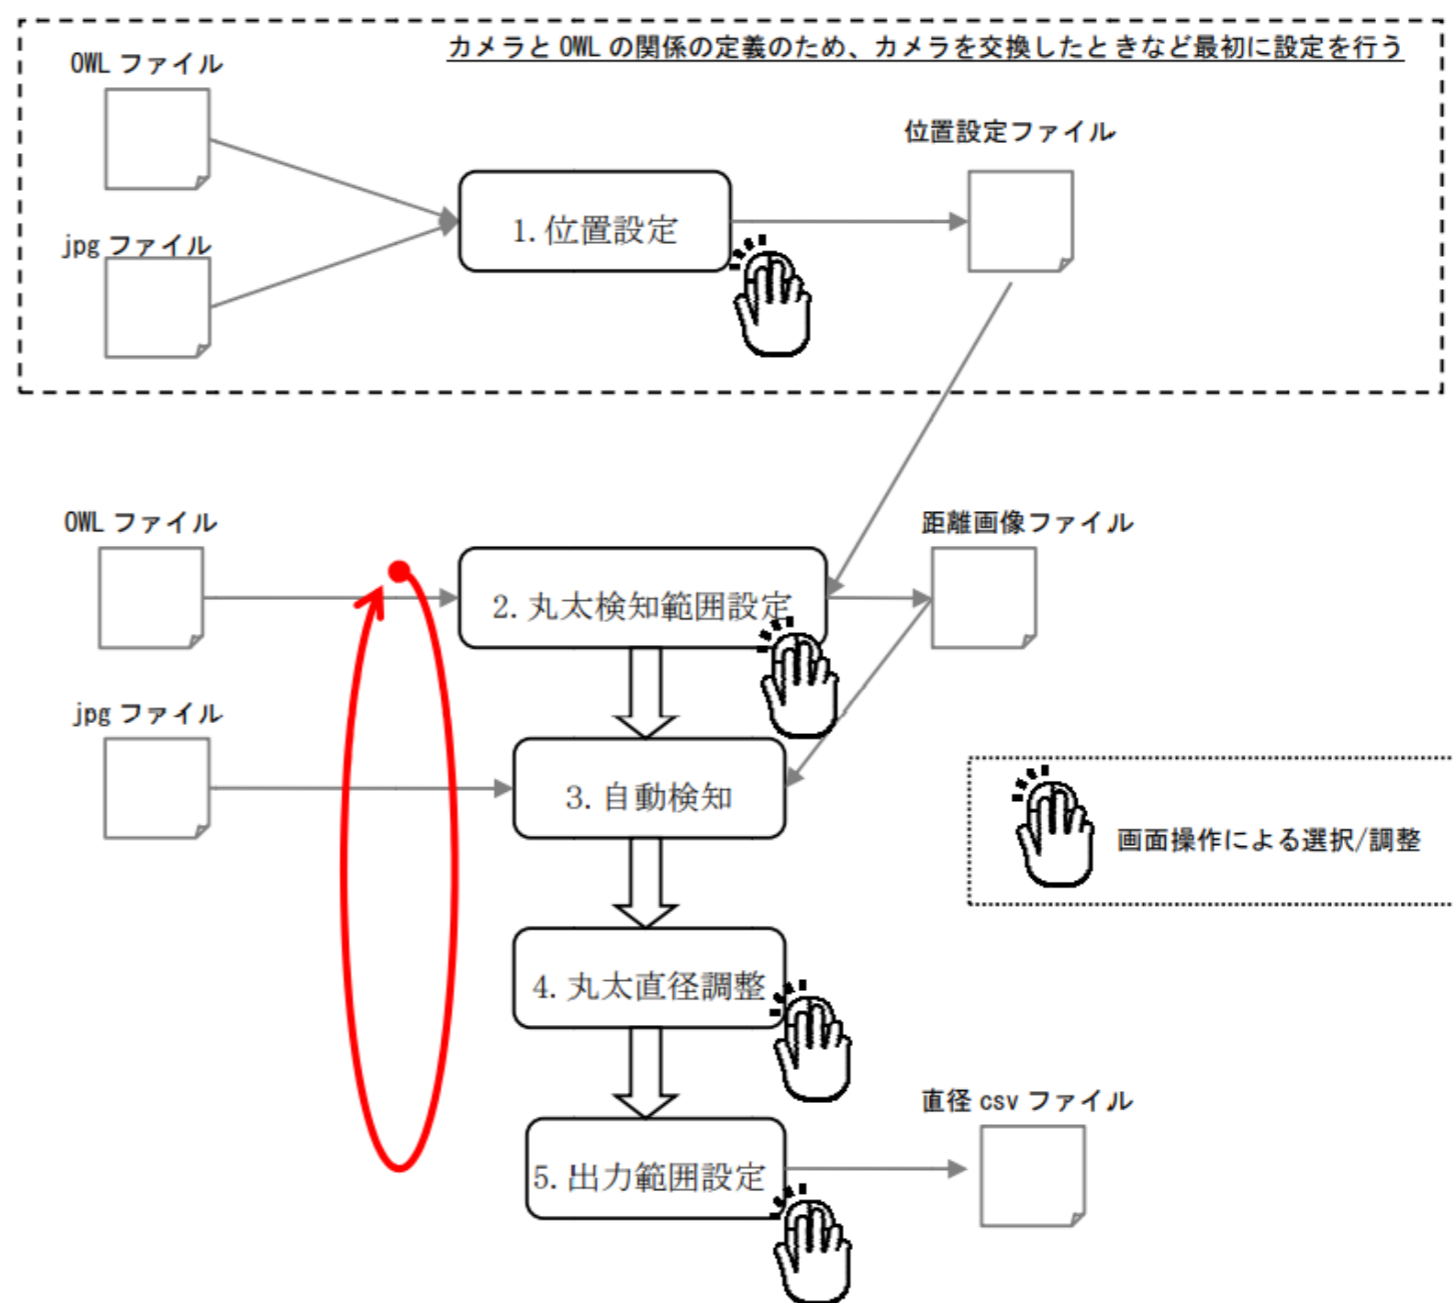 カメラと OWL の関係の定義のため、カメラを交換したときなど最初に設定を行う
OWL ファイル
位置設定ファイル
1. 位置設定
jpg ファイル
OWL ファイル
距離画像ファイル
2. 丸太検知範囲設定
jpg ファイル
3. 自動検知
画面操作による選択/調整
4. 丸太直径調整
直径 csv ファイル
5. 出力範囲設定